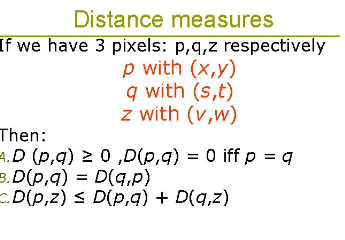 Distance measures
If we have 3 pixels: p,q,z respectively
p with (x,y)
q with (s,t)
z with (v,w)
Then:
A.D (p,q) ≥ 0 ,D(p,q) = 0 iff p = q
B.D(p,q) = D(q,p)
C.D(p,z) ≤ D(p,q) + D(q,z)